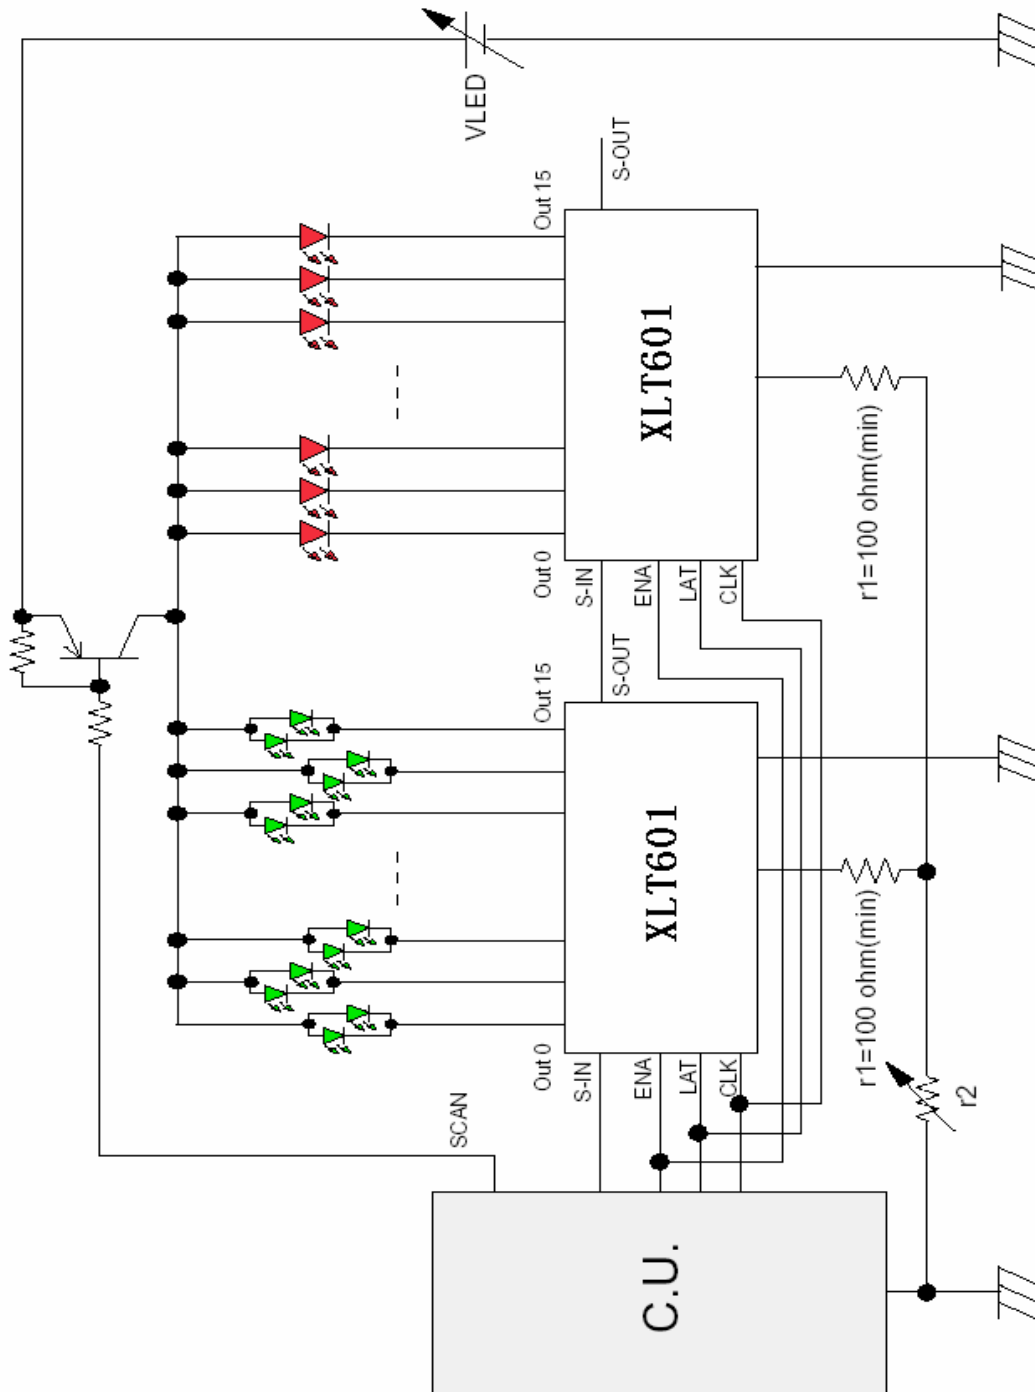 VLED
S-OUT
Out 15
XLT601
r1=100 ohm(min)
Out 0
S-IN
ENA
LAT
CLK
S-OUT
Out 15
XLT601
r1=100 ohm(min)
Out 0
S-IN
ENA
LAT
CLK
r2
SCAN
C.U.